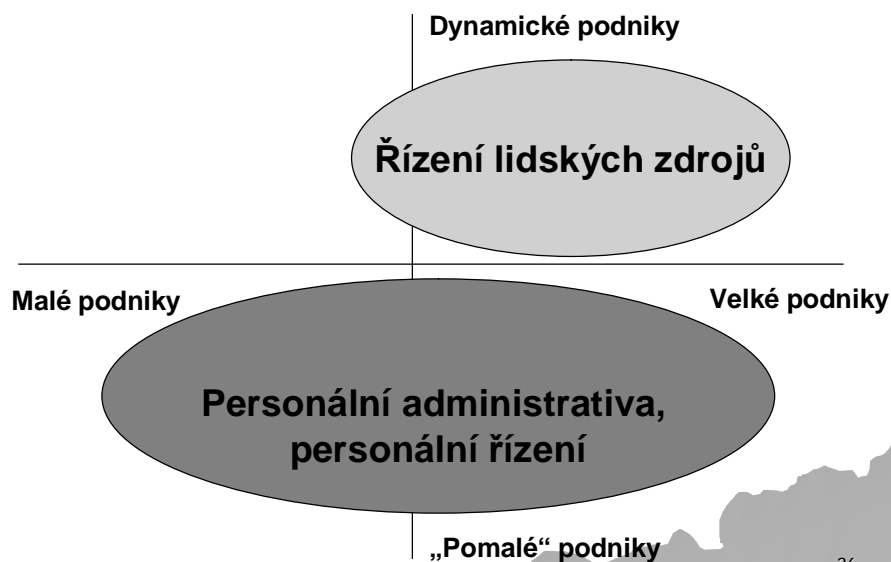 Dynamické podniky
Řízení lidských zdrojů
Malé podniky
Velké podniky
Personální administrativa,
personální řízení
„Pomalé“ podniky